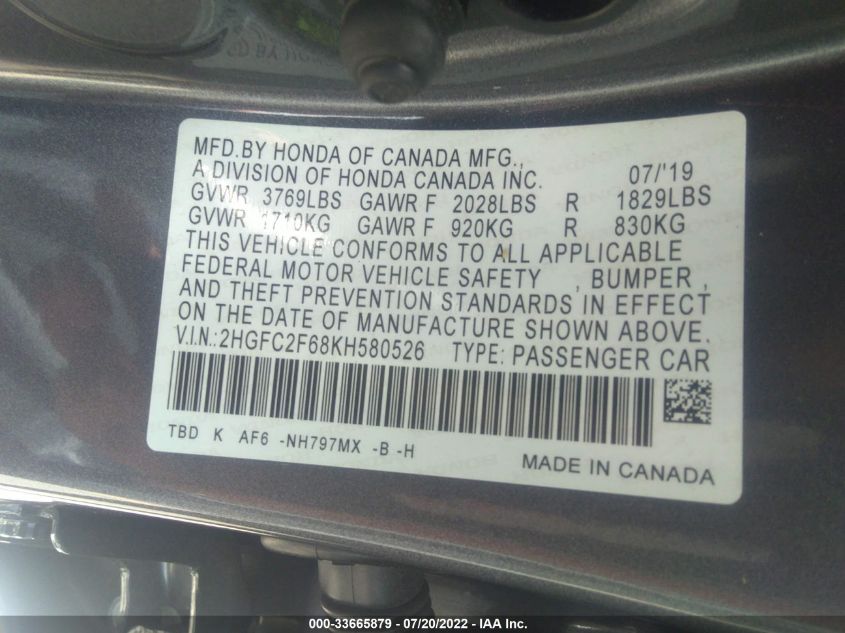 MFD.BY HONDA OF CANADA MFG.,
A DIVISION OF HONDA CANADA INC. 07/'19
GVWR 3769LBS GAWR F 2028LBS R 1829LBS
GVWR 1710KG GAWR F 920KG R 830KG
THIS VEHICLE CONFORMS TO ALL APPLICABLE
FEDERAL MOTOR VEHICLE SAFETY , BUMPER ,
AND THEFT PREVENTION STANDARDS IN EFFECT
ON THE DATE OF MANUFACTURE SHOWN ABOVE.
V.I.N.:2HGFC2F68KH580526 TYPE: PASSENGER CAR
TBD K AF6 -NH797MX -B -H
MADE IN CANADA
000-33665879 / 07/20/2022 - IAA Inc.